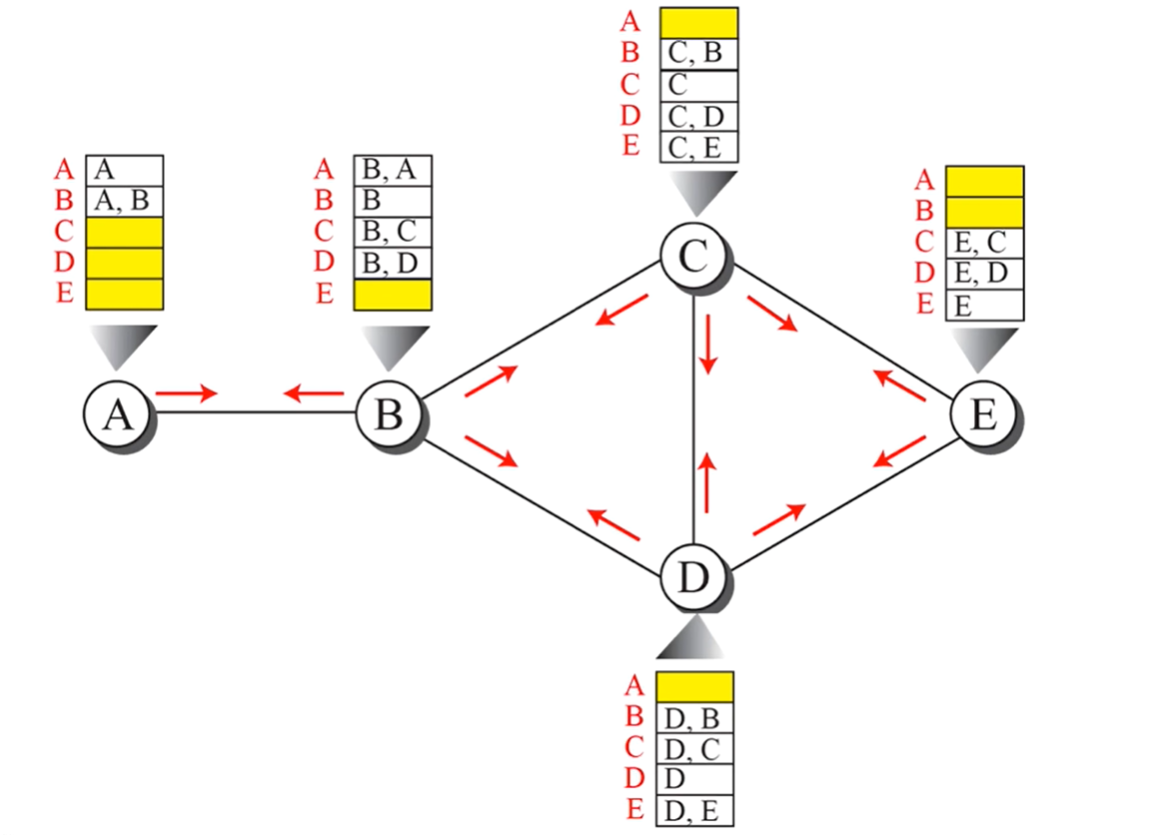 A
B C, B
C C
D C, D
E C, E
A A
B A, B
C
D
E
A B, A
B B
C B, C
D B, D
E
A
B
C E, C
D E, D
E E
C
A
B
E
D
A
B D, B
C D, C
D D
E D, E